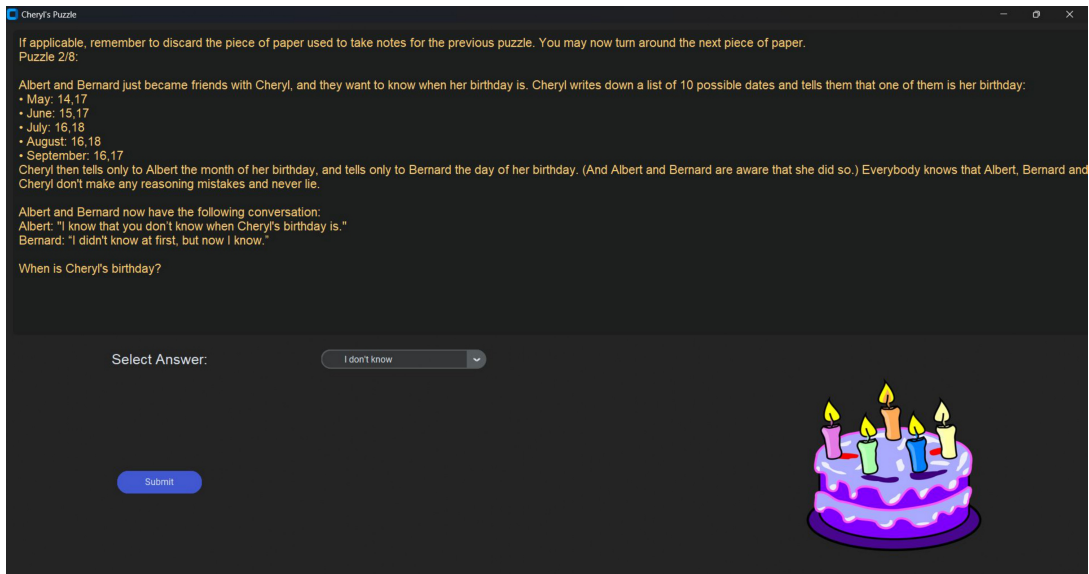 Cheryl's Puzzle
If applicable, remember to discard the piece of paper used to take notes for the previous puzzle. You may now turn around the next piece of paper.
Puzzle 2/8:
Albert and Bernard just became friends with Cheryl, and they want to know when her birthday is. Cheryl writes down a list of 10 possible dates and tells them that one of them is her birthday:
• May: 14,17
• June: 15,17
• July: 16,18
• August: 16,18
• September: 16,17
Cheryl then tells only to Albert the month of her birthday, and tells only to Bernard the day of her birthday. (And Albert and Bernard are aware that she did so.) Everybody knows that Albert, Bernard and
Cheryl don't make any reasoning mistakes and never lie.
Albert and Bernard now have the following conversation:
Albert: "I know that you don't know when Cheryl's birthday is."
Bernard: "I didn't know at first, but now I know."
When is Cheryl's birthday?
Select Answer:
I don't know
Submit